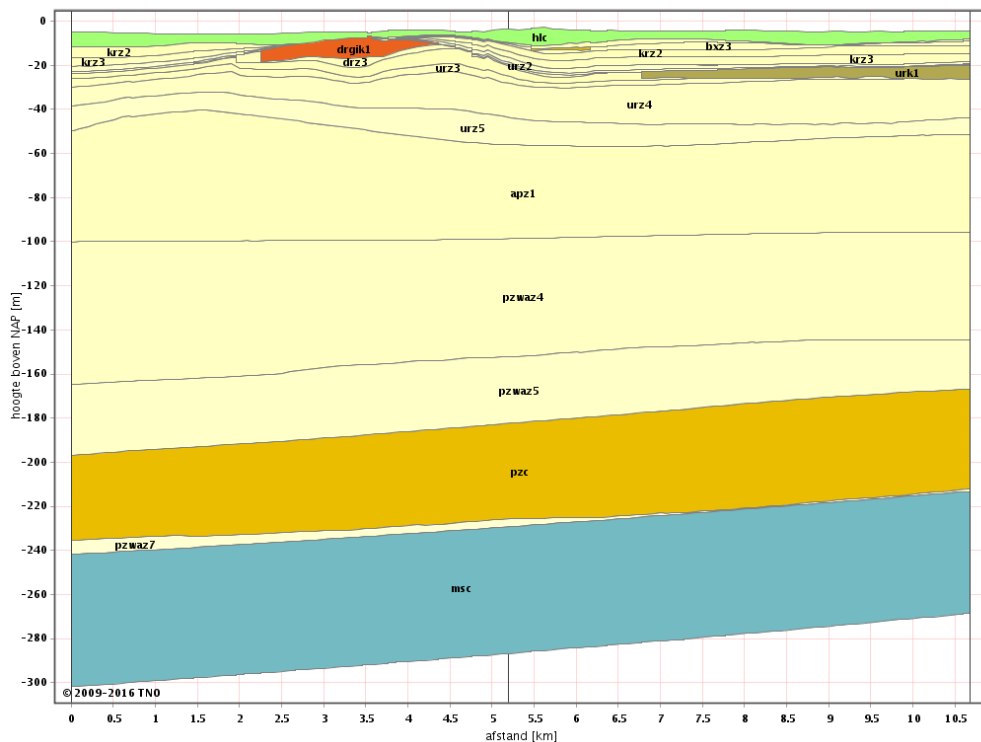 0
-20
-40
-60
-80
-100
-120
-140
-160
-180
-200
-220
-240
-260
-280
-300
hoogte boven NAP [m]
hlc
krz2
drgik1
krz2
bxz3
krz3
drz3
urz3
urz2
krz3
urk1
urz4
urz5
apz1
pzwaz4
pzwaz5
pzc
pzwaz7
msc
© 2009-2016 TNO
0 0.5 1 1.5 2 2.5 3 3.5 4 4.5 5 5.5 6 6.5 7 7.5 8 8.5 9 9.5 10 10.5
afstand [km]